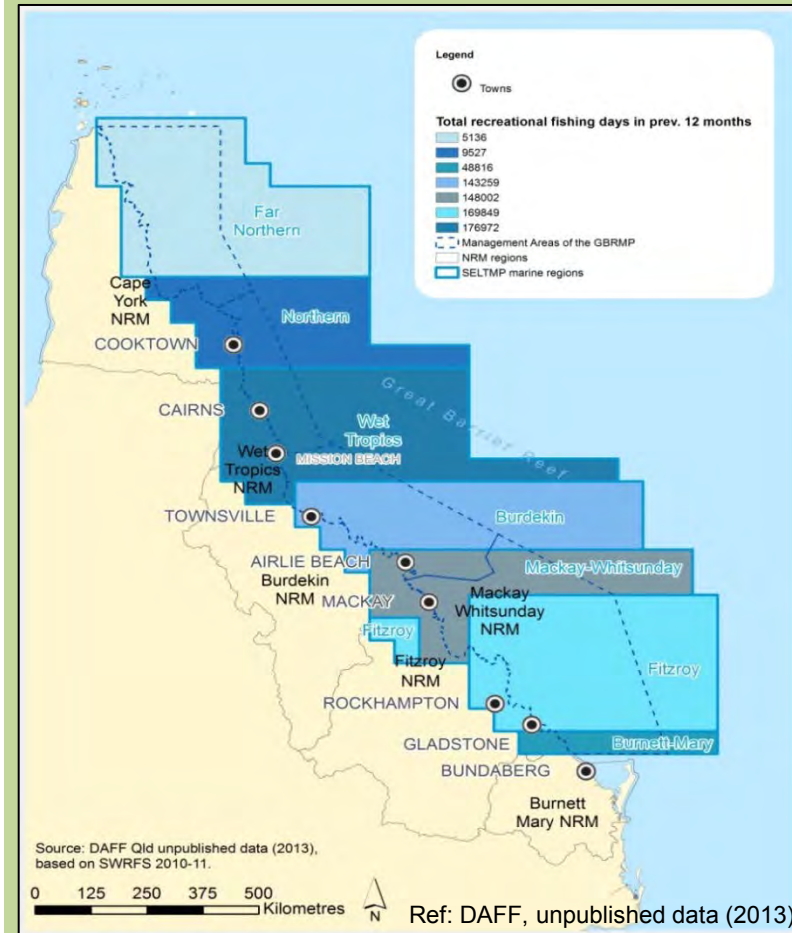 Legend
Towns
Total recreational fishing days in prev. 12 months
5136
9527
48816
143259
148002
169849
176972
Management Areas of the GBRMP
NRM regions
SELTMP marine regions
Far
Northern
Cape
York
NRM
Northern
COOKTOWN
Great Barrier Reef
CAIRNS
Wet
Tropics
Wet
Tropics
NRM
MISSION BEACH
TOWNSVILLE
Burdekin
AIRLIE BEACH
Burdekin
NRM
Mackay-Whitsunday
MACKAY
Mackay
Whitsunday
NRM
Fitzroy
Fitzroy
NRM
Fitzroy
ROCKHAMPTON
GLADSTONE
Burnett-Mary
BUNDABERG
Burnett
Mary NRM
Source: DAFF Qld unpublished data (2013),
based on SWRFS 2010-11.
0 125 250 375 500
Kilometres
N
Ref: DAFF, unpublished data (2013)